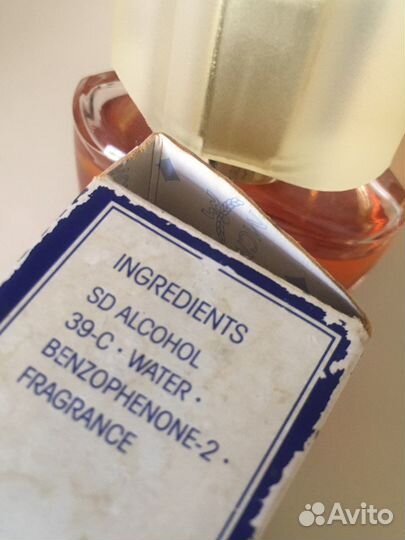 INGREDIENTS
SD ALCOHOL
39-C · WATER ·
BENZOPHENONE-2 ·
FRAGRANCE
Avito